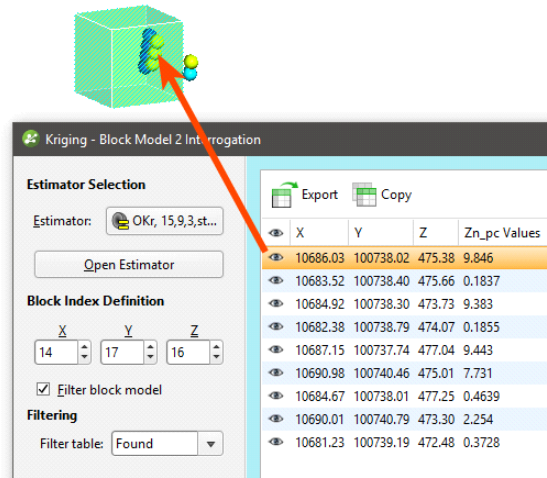 Kriging - Block Model 2 Interrogation
Estimator Selection
Estimator: OKr, 15,9,3,st...
Open Estimator
Block Index Definition
X Y Z
14 17 16
Filter block model
Filtering
Filter table: Found
Export Copy
X Y Z Zn_pc Values
10686.03 100738.02 475.38 9.846
10683.52 100738.40 475.66 0.1837
10684.92 100738.30 473.73 9.383
10682.38 100738.79 474.07 0.1855
10687.15 100737.74 477.04 9.443
10690.98 100740.46 475.01 7.731
10684.67 100738.01 477.25 0.4639
10690.01 100740.79 473.30 2.254
10681.23 100739.19 472.48 0.3728